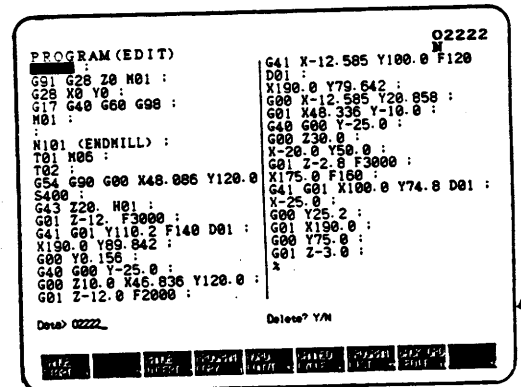 O2222
N
PROGRAM(EDIT)
:
G91 G28 Z0 M01 :
G28 X0 Y0 :
G17 G40 G60 G98 :
M01 :
:
N101 (ENDMILL) :
T01 M06 :
T02 :
G54 G90 G00 X48.086 Y120.0
S400 :
G43 Z20. H01 :
G01 Z-12. F3000 :
G41 G01 Y110.2 F140 D01 :
X190.0 Y89.842 :
G00 Y0.156 :
G40 G00 Y-25.0 :
G00 Z10.0 X46.836 Y120.0 :
G01 Z-12.0 F2000 :
G41 X-12.585 Y100.0 F120
D01 :
X190.0 Y79.642 :
G00 X-12.585 Y20.858 :
G01 X48.336 Y-10.0 :
G40 G00 Y-25.0 :
G00 Z30.0 :
X-20.0 Y50.0 :
G01 Z-2.8 F3000 :
X175.0 F160 :
G41 G01 X100.0 Y74.8 D01 :
X-25.0 :
G00 Y25.2 :
G01 X190.0 :
G00 Y75.0 :
G01 Z-3.0 :
%
Data> O2222_
Delete? Y/N